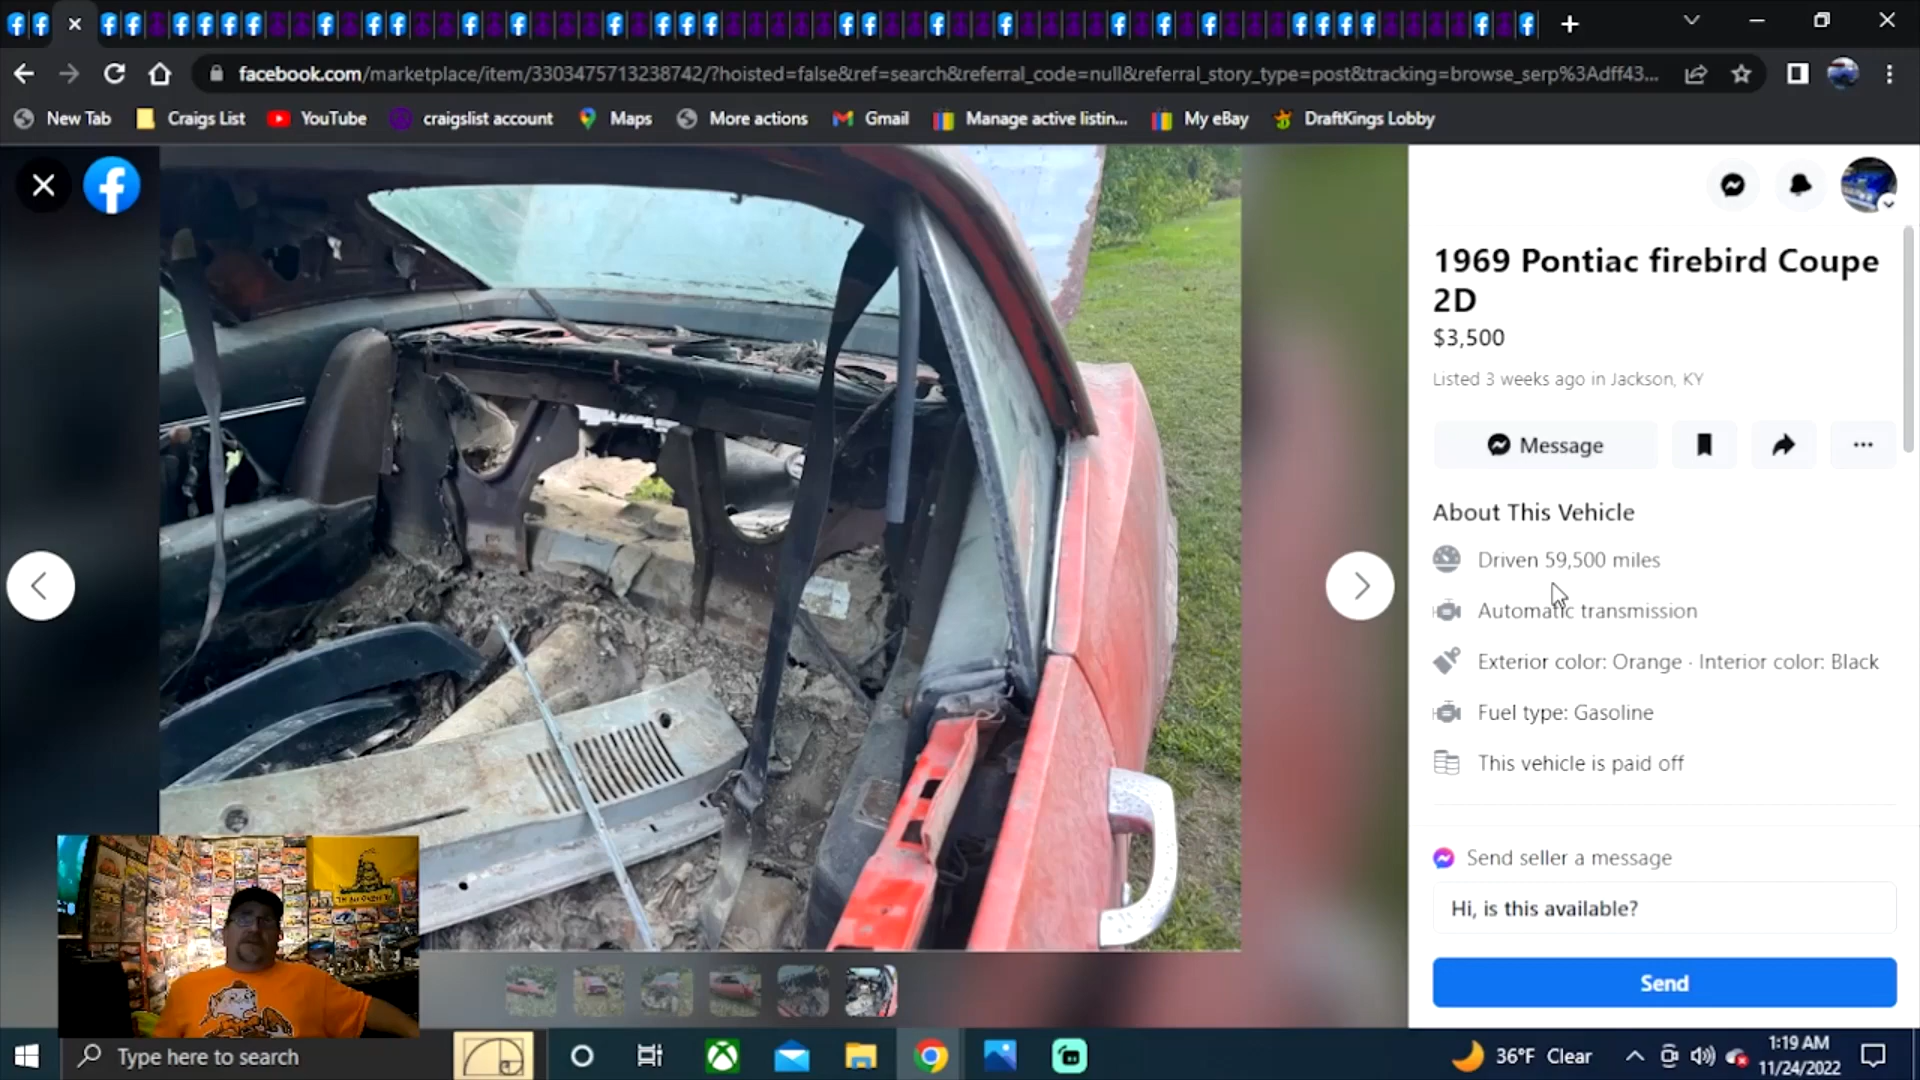 facebook.com/marketplace/item/3303475713238742/?hoisted=false&ref=search&referral_code=null&referral_story_type=post&tracking=browse_serp%3Adff43...
New Tab
Craigs List
YouTube
craigslist account
Maps
More actions
Gmail
Manage active listin...
My eBay
DraftKings Lobby
1969 Pontiac firebird Coupe
2D
$3,500
Listed 3 weeks ago in Jackson, KY
Message
About This Vehicle
Driven 59,500 miles
Automatic transmission
Exterior color: Orange · Interior color: Black
Fuel type: Gasoline
This vehicle is paid off
Send seller a message
Hi, is this available?
Send
Type here to search
36°F Clear
1:19 AM
11/24/2022